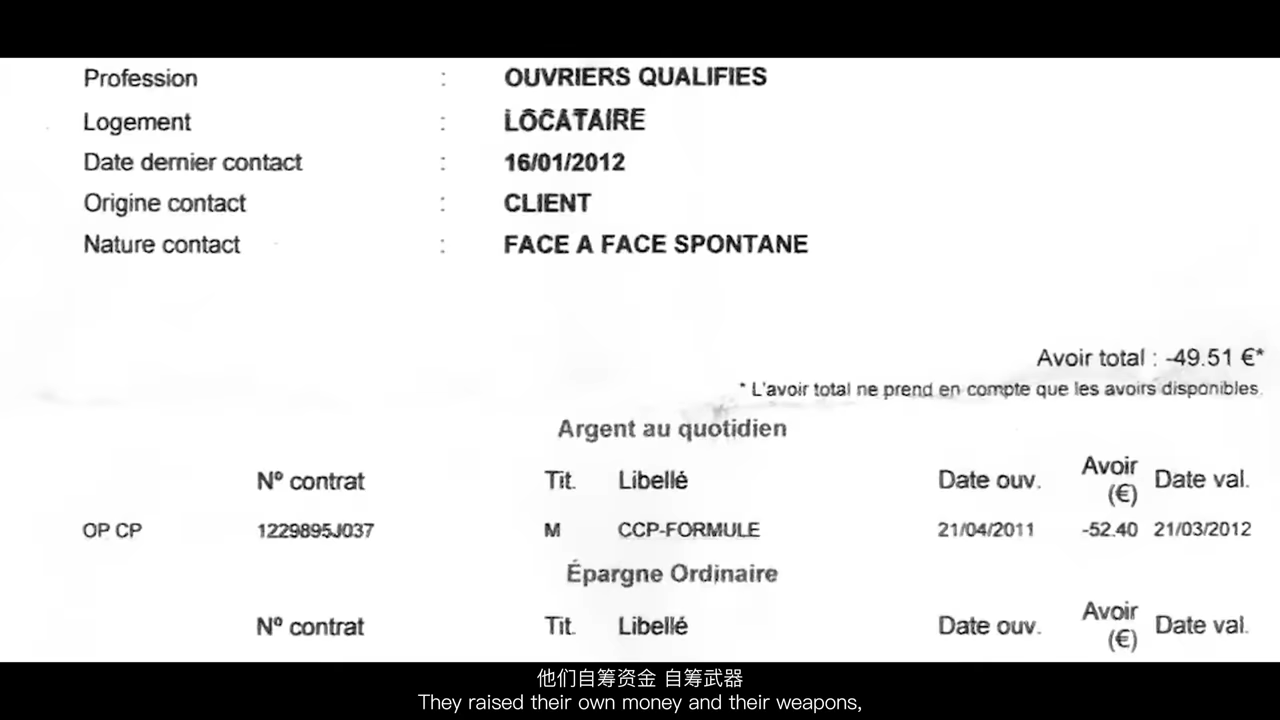 Profession : OUVRIERS QUALIFIES
Logement : LOCATAIRE
Date dernier contact : 16/01/2012
Origine contact : CLIENT
Nature contact : FACE A FACE SPONTANE
Avoir total : -49.51 €*
* L'avoir total ne prend en compte que les avoirs disponibles.
Argent au quotidien
Nº contrat Tit. Libellé Date ouv. Avoir (€) Date val.
OP CP 1229895J037 M CCP-FORMULE 21/04/2011 -52.40 21/03/2012
Épargne Ordinaire
Nº contrat Tit. Libellé Date ouv. Avoir (€) Date val.
他们自筹资金 自筹武器
They raised their own money and their weapons,